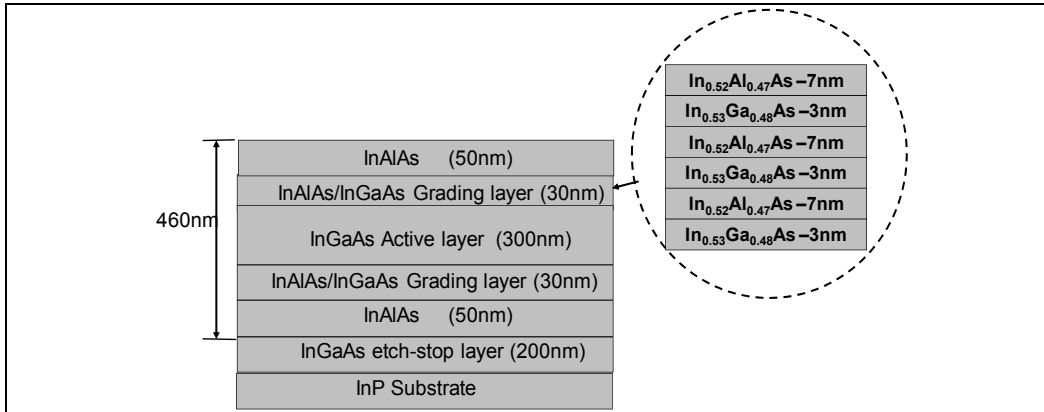 InAlAs (50nm)
InAlAs/InGaAs Grading layer (30nm)
460nm
InGaAs Active layer (300nm)
InAlAs/InGaAs Grading layer (30nm)
InAlAs (50nm)
InGaAs etch-stop layer (200nm)
InP Substrate
In0.52Al0.47As–7nm
In0.53Ga0.48As–3nm
In0.52Al0.47As–7nm
In0.53Ga0.48As–3nm
In0.52Al0.47As–7nm
In0.53Ga0.48As–3nm